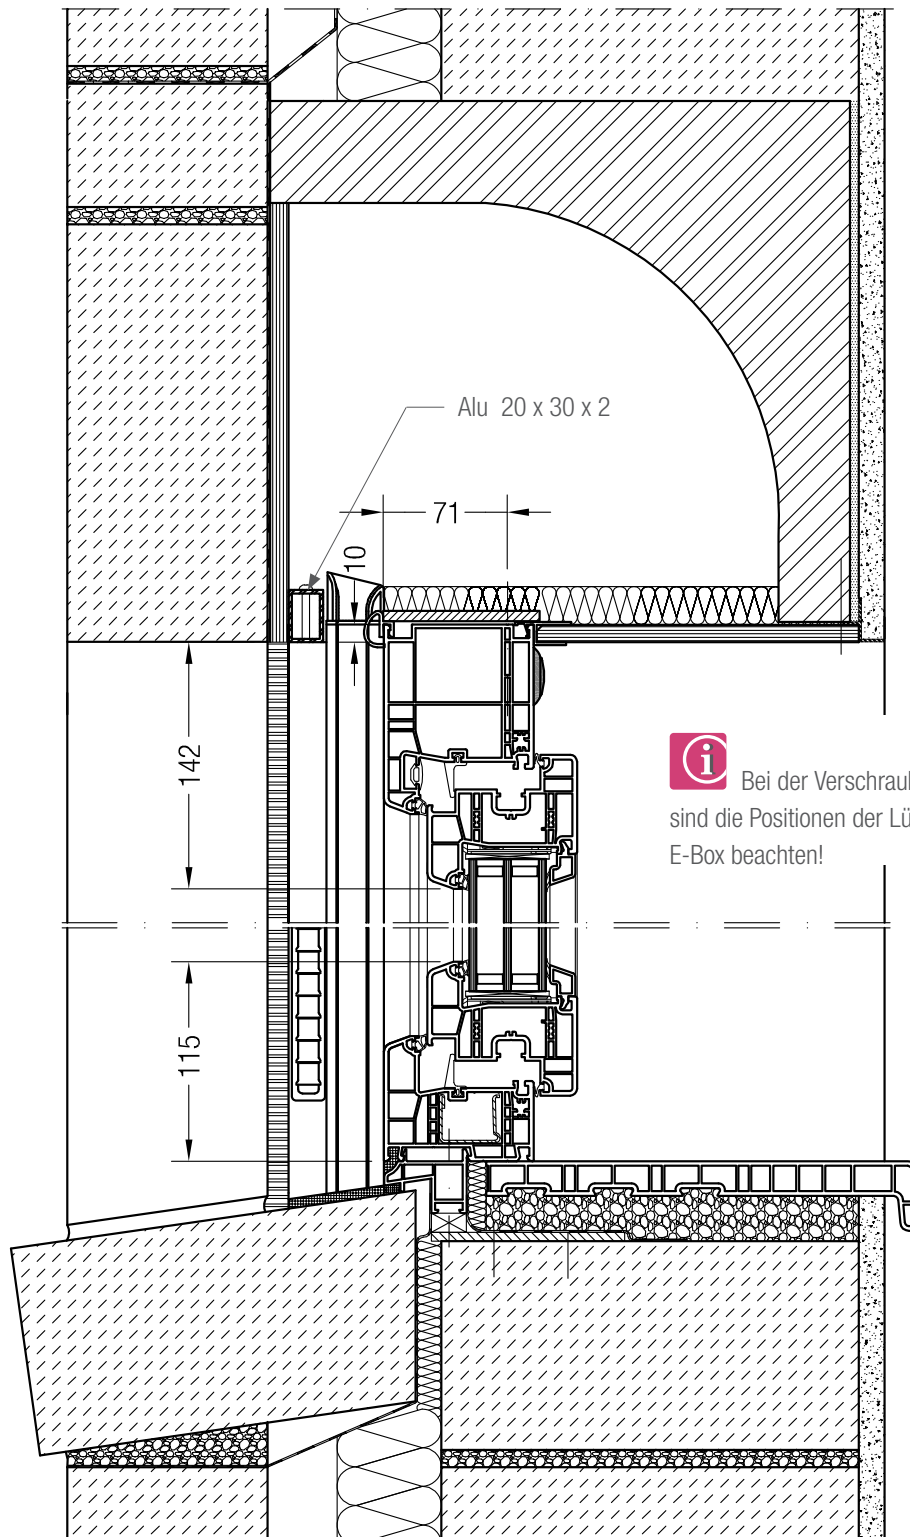 Alu 20 x 30 x 2
71
10
142
i Bei der Verschraul
sind die Positionen der Lü
E-Box beachten!
115